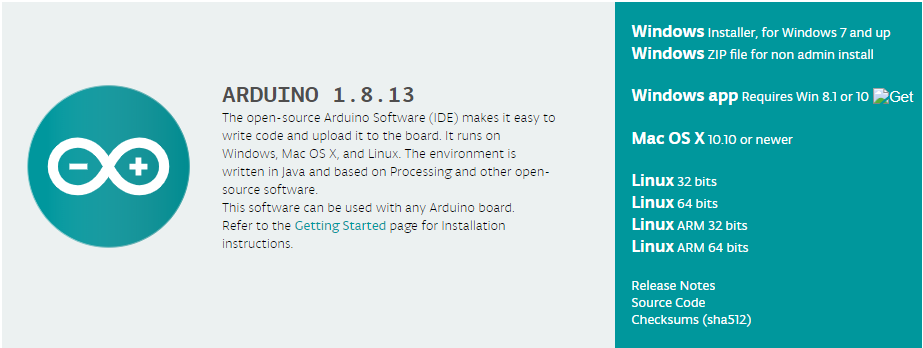 ARDUINO 1.8.13
The open-source Arduino Software (IDE) makes it easy to
write code and upload it to the board. It runs on
Windows, Mac OS X, and Linux. The environment is
written in Java and based on Processing and other open-
source software.
This software can be used with any Arduino board.
Refer to the Getting Started page for Installation
instructions.
Windows Installer, for Windows 7 and up
Windows ZIP file for non admin install
Windows app Requires Win 8.1 or 10 Get
Mac OS X 10.10 or newer
Linux 32 bits
Linux 64 bits
Linux ARM 32 bits
Linux ARM 64 bits
Release Notes
Source Code
Checksums (sha512)